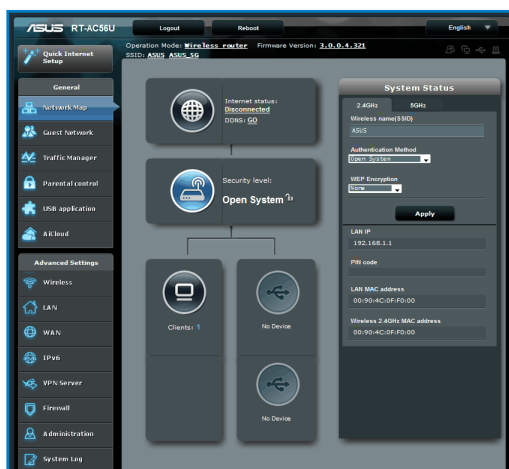 ASUS RT-AC56U
Logout
Reboot
English
Quick Internet Setup
Operation Mode: Wireless router Firmware Version: 3.0.0.4.321
SSID: ASUS ASUS_5G
General
Network Map
Guest Network
Traffic Manager
Parental control
USB application
AiCloud
Advanced Settings
Wireless
LAN
WAN
IPv6
VPN Server
Firewall
Administration
System Log
Internet status:
Disconnected
DDNS: GO
Security level:
Open System
Clients: 1
No Device
No Device
System Status
2.4GHz
5GHz
Wireless name(SSID)
ASUS
Authentication Method
Open System
WEP Encryption
None
Apply
LAN IP
192.168.1.1
PIN code
LAN MAC address
00:90:4C:0F:F0:00
Wireless 2.4GHz MAC address
00:90:4C:0F:F0:00